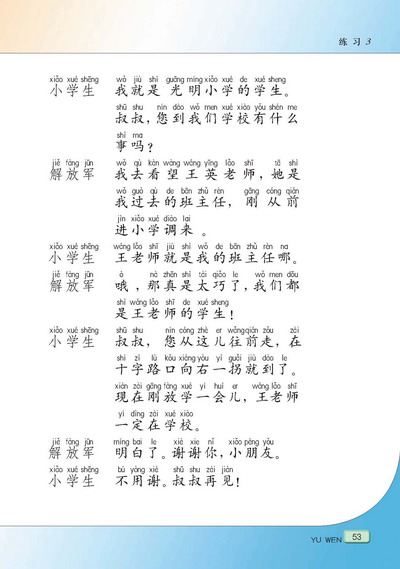 练习3
xiǎo xué shēng wǒ jiù shì guāng míng xiǎo xué de xué sheng
小学生 我就是光明小学的学生。
shū shu nín dào wǒ men xué xiào yǒu shén me
叔叔,您到我们学校有什么
shì ma
事吗?
jiě fàng jūn wǒ qù kàn wàng wáng yīng lǎo shī tā shì
解放军 我去看望王英老师,她是
wǒ guò qù de bān zhǔ rèn gāng cóng qián
我过去的班主任,刚从前
jìn xiǎo xué diào lai
进小学调来。
xiǎo xué shēng wáng lǎo shī jiù shì wǒ de bān zhǔ rèn na
小学生 王老师就是我的班主任哪。
jiě fàng jūn ò nà zhēn shì tài qiǎo le wǒ men dōu
解放军 哦,那真是太巧了,我们都
shì wáng lǎo shī de xué sheng
是王老师的学生!
xiǎo xué shēng shū shu nín cóng zhè er wǎng qián zǒu zài
小学生 叔叔,您从这儿往前走,在
shí zì lù kǒu xiàng yòu yì guǎi jiù dào le
十字路口向右一拐就到了。
xiàn zài gāng fàng xué yí huì er wáng lǎo shī
现在刚放学一会儿,王老师
yí dìng zài xué xiào
一定在学校。
jiě fàng jūn míng bai le xiè xie nǐ xiǎo péng yǒu
解放军 明白了。谢谢你,小朋友。
xiǎo xué shēng bú yòng xiè shū shu zài jiàn
小学生 不用谢。叔叔再见!
YU WEN 53